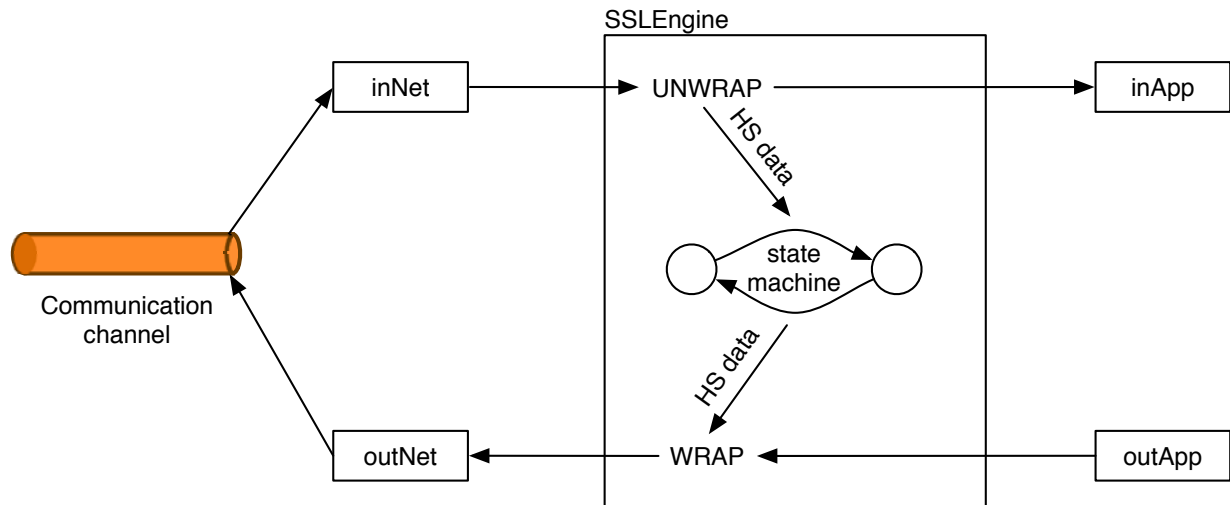 SSLEngine
inNet
UNWRAP
inApp
HS data
state
machine
Communication
channel
HS data
outNet
WRAP
outApp